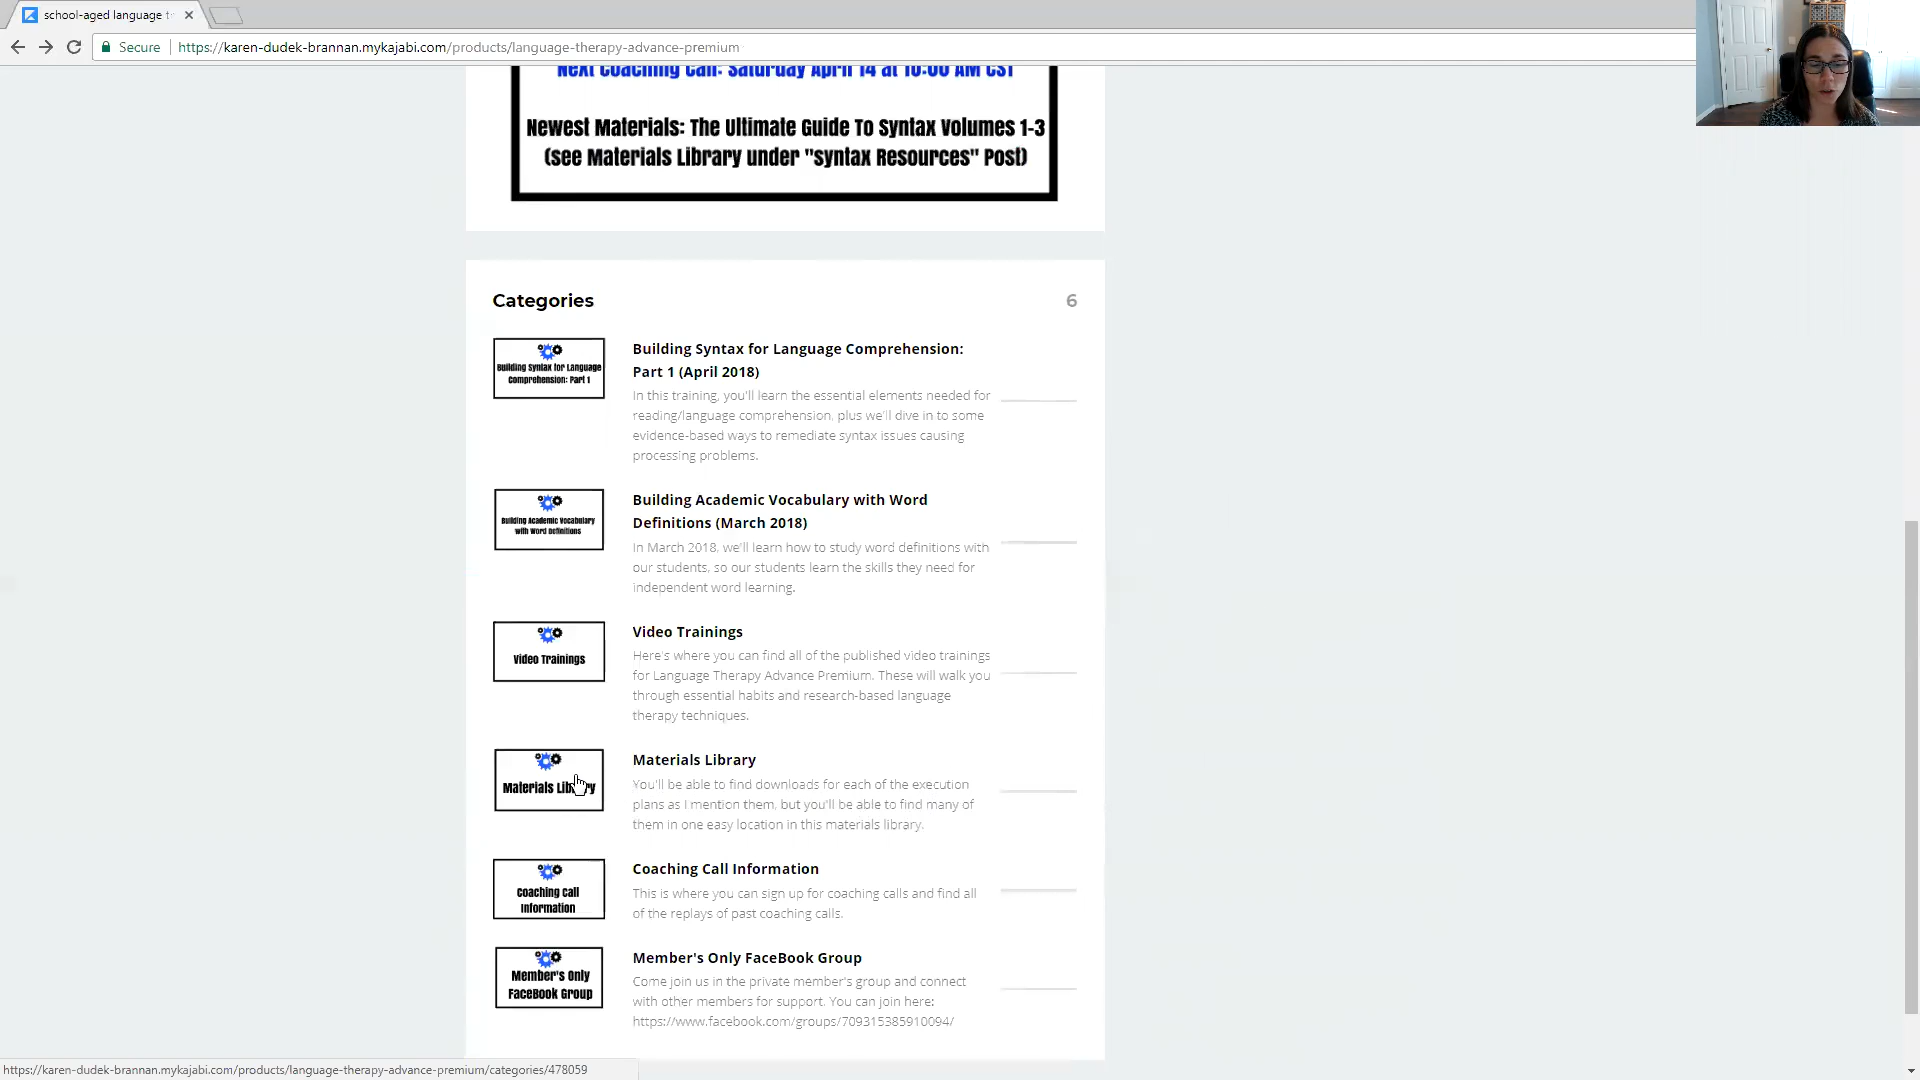 school-aged language t
Secure | https://karen-dudek-brannan.mykajabi.com/products/language-therapy-advance-premium
Next Coaching Call: Saturday April 14 at 10:00 AM CST
Newest Materials: The Ultimate Guide To Syntax Volumes 1-3
(see Materials Library under "syntax Resources" Post)
Categories 6
Building Syntax for Language
Comprehension: Part 1
Building Syntax for Language Comprehension:
Part 1 (April 2018)
In this training, you'll learn the essential elements needed for
reading/language comprehension, plus we'll dive in to some
evidence-based ways to remediate syntax issues causing
processing problems.
Building Academic Vocabulary
with Word Definitions
Building Academic Vocabulary with Word
Definitions (March 2018)
In March 2018, we'll learn how to study word definitions with
our students, so our students learn the skills they need for
independent word learning.
Video Trainings
Video Trainings
Here's where you can find all of the published video trainings
for Language Therapy Advance Premium. These will walk you
through essential habits and research-based language
therapy techniques.
Materials Library
Materials Library
You'll be able to find downloads for each of the execution
plans as I mention them, but you'll be able to find many of
them in one easy location in this materials library.
Coaching Call
Information
Coaching Call Information
This is where you can sign up for coaching calls and find all
of the replays of past coaching calls.
Member's Only
FaceBook Group
Member's Only FaceBook Group
Come join us in the private member's group and connect
with other members for support. You can join here:
https://www.facebook.com/groups/709315385910094/
https://karen-dudek-brannan.mykajabi.com/products/language-therapy-advance-premium/categories/478059